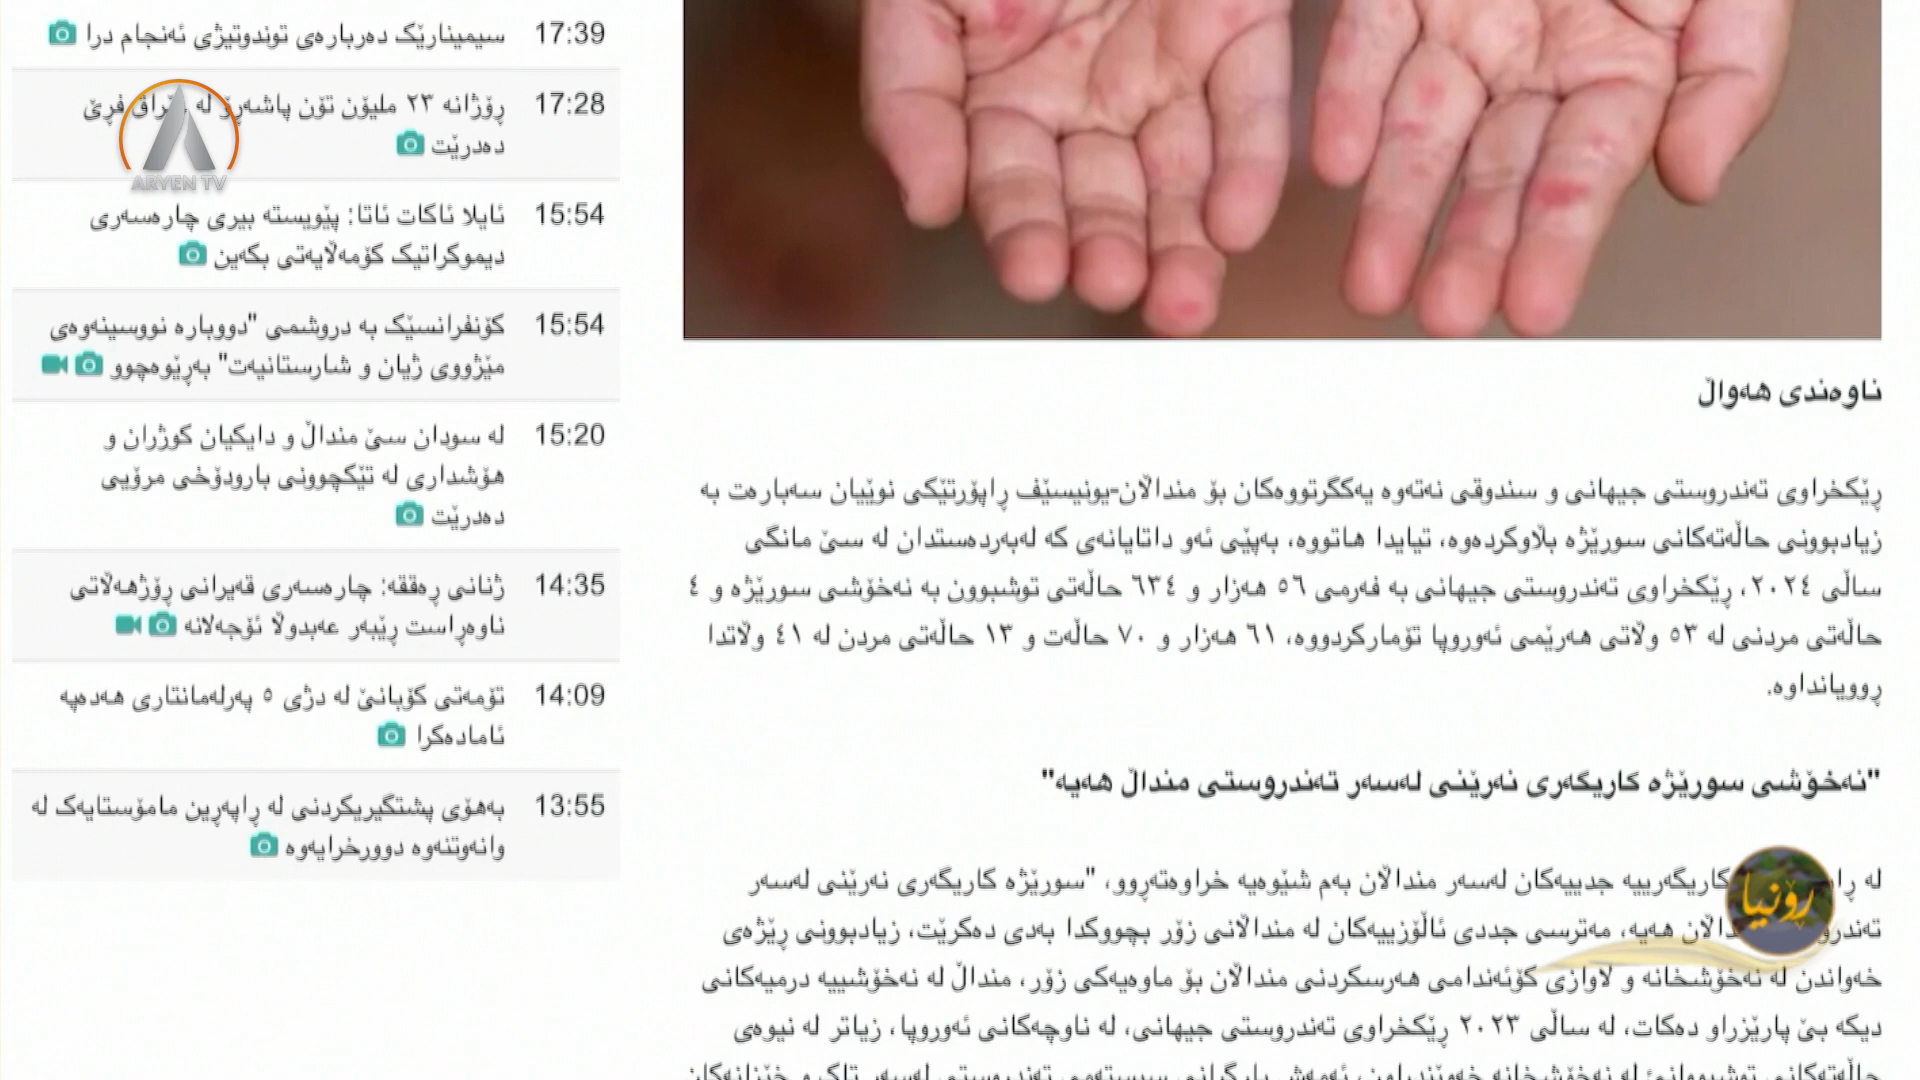 17:39 سیمینارێک دەربارەی توندوتیژی ئەنجام درا
17:28 ڕۆژانە ٢٣ ملیۆن تۆن پاشەڕۆ لە فڕێ
دەدرێت
15:54 ئایلا ئاکات ئاتا: پێویستە بیری چارەسەری
دیموکراتیک کۆمەڵایەتی بکەین
15:54 کۆنفرانسێک بە دروشمی "دووبارە نووسینەوەی
مێژووی ژیان و شارستانیەت" بەڕێوەچوو
15:20 لە سودان سێ منداڵ و دایکیان کوژران و
هۆشداری لە تێکچوونی بارودۆخی مرۆیی
دەدرێت
14:35 ژنانی ڕەققە: چارەسەری قەیرانی ڕۆژهەڵاتی
ناوەڕاست ڕێبەر عەبدوڵا ئۆجەلانە
14:09 تۆمەتی کۆبانێ لە دژی ٥ پەرلەمانتاری هەدەپە
ئامادەکرا
13:55 بەهۆی پشتگیریکردنی لە ڕاپەڕین مامۆستایەک لە
وانەوتنەوە دوورخرایەوە
ARYEN TV
ناوەندی هەواڵ
ڕێکخراوی تەندروستی جیهانی و سندوقی نەتەوە یەکگرتووەکان بۆ منداڵان-یونیسێف ڕاپۆرتێکی نوێیان سەبارەت بە
زیادبوونی حاڵەتەکانی سورێژە بڵاوکردەوە، تیایدا هاتووە، بەپێی ئەو داتایانەی کە لەبەردەستدان لە سێ مانگی
ساڵی ٢٠٢٤، ڕێکخراوی تەندروستی جیهانی بە فەرمی ٥٦ هەزار و ٦٣٤ حاڵەتی توشبوون بە نەخۆشی سورێژە و ٤
حاڵەتی مردنی لە ٥٣ وڵاتی هەرێمی ئەوروپا تۆمارکردووە، ٦١ هەزار و ٧٠ حاڵەت و ١٣ حاڵەتی مردن لە ٤١ وڵاتدا
ڕوویانداوە.
"نەخۆشی سورێژە کاریگەری نەرێنی لەسەر تەندروستی منداڵ هەیە"
لە کاریگەرییە جدییەکان لەسەر منداڵان بەم شێوەیە خراوەتەڕوو، "سورێژە کاریگەری نەرێنی لەسەر
هەیە، مەترسی جددی ئاڵۆزییەکان لە منداڵانی زۆر بچووکدا بەدی دەکرێت، زیادبوونی ڕێژەی
خەواندن لە نەخۆشخانە و لاوازی کۆئەندامی هەرسکردنی منداڵان بۆ ماوەیەکی زۆر، منداڵ لە نەخۆشییە درمیەکانی
دیکە بێ پارێزراو دەکات، لە ساڵی ٢٠٢٣ ڕێکخراوی تەندروستی جیهانی، لە ناوچەکانی ئەوروپا، زیاتر لە نیوەی
رۆنیا